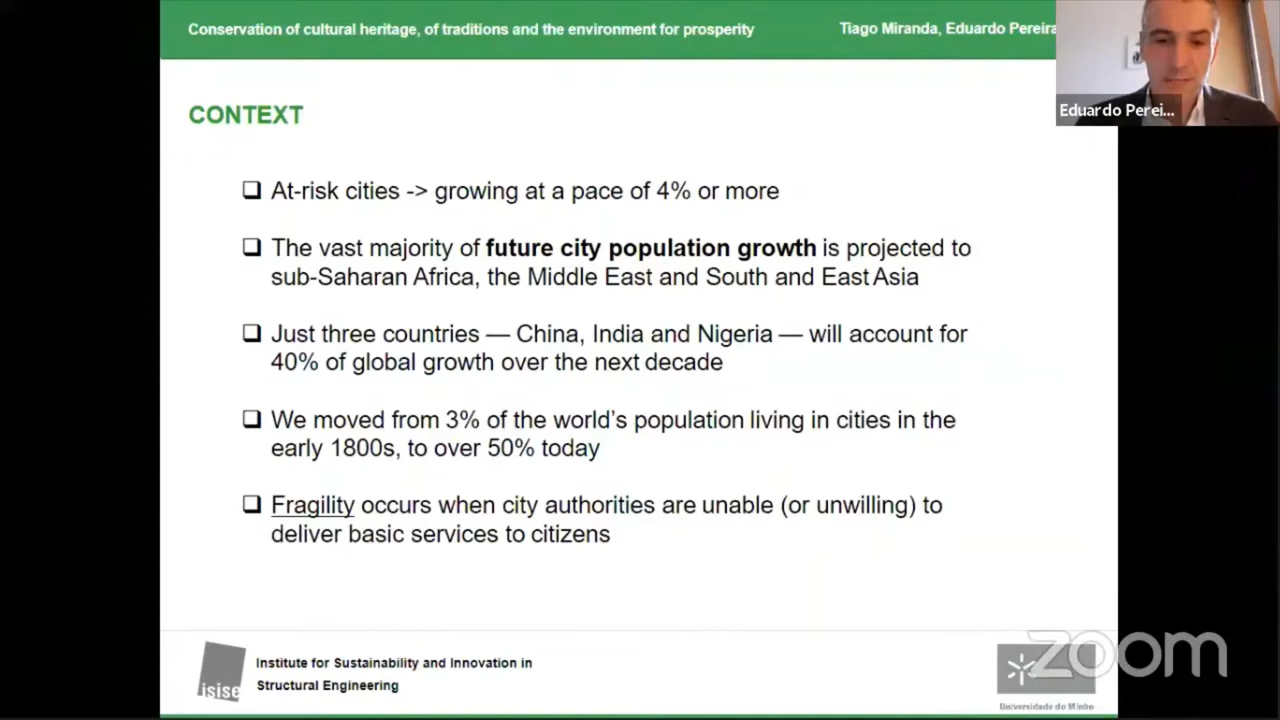 Conservation of cultural heritage, of traditions and the environment for prosperity
Tiago Miranda, Eduardo Pereira
Eduardo Perei...
CONTEXT
At-risk cities -> growing at a pace of 4% or more
The vast majority of future city population growth is projected to
sub-Saharan Africa, the Middle East and South and East Asia
Just three countries — China, India and Nigeria — will account for
40% of global growth over the next decade
We moved from 3% of the world's population living in cities in the
early 1800s, to over 50% today
Fragility occurs when city authorities are unable (or unwilling) to
deliver basic services to citizens
isise
Institute for Sustainability and Innovation in
Structural Engineering
zoom
Universidade do Minho